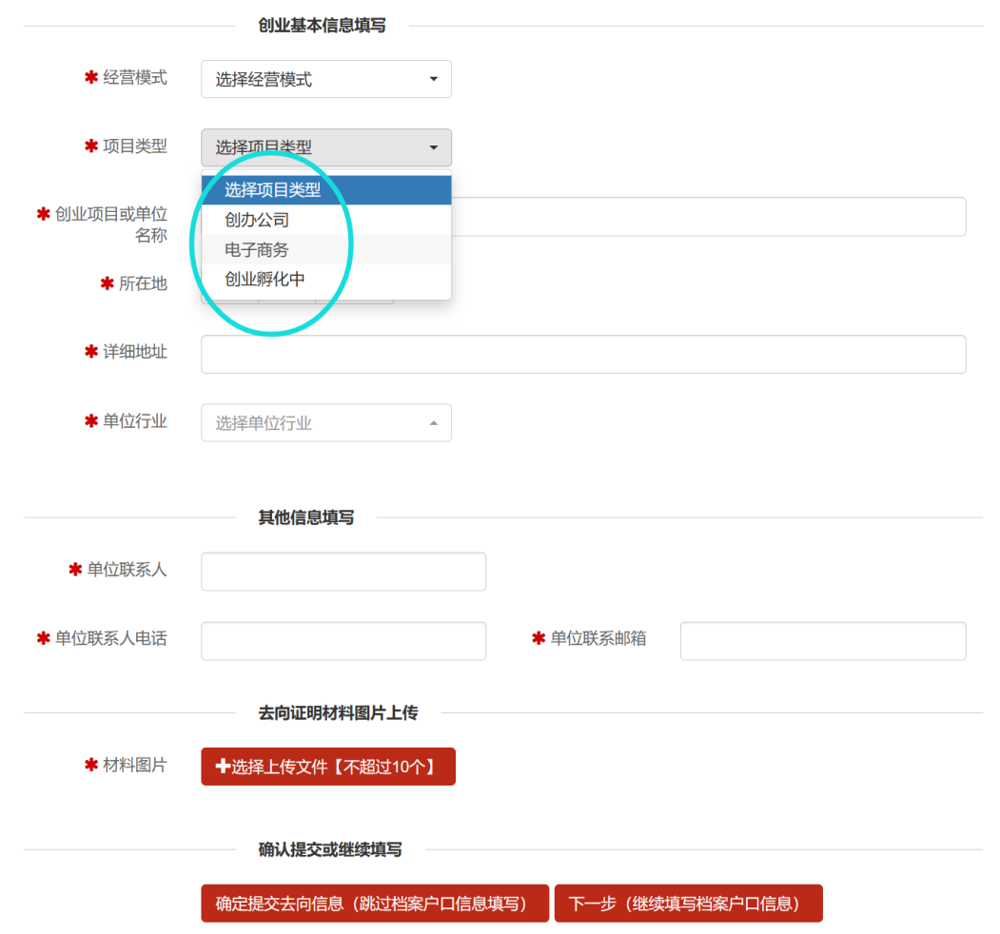 创业基本信息填写
✱ 经营模式 选择经营模式
✱ 项目类型 选择项目类型
选择项目类型
创办公司
电子商务
创业孵化中
✱ 创业项目或单位
名称
✱ 所在地
✱ 详细地址
✱ 单位行业 选择单位行业
其他信息填写
✱ 单位联系人
✱ 单位联系人电话 ✱ 单位联系邮箱
去向证明材料图片上传
✱ 材料图片 ✚选择上传文件【不超过10个】
确认提交或继续填写
确定提交去向信息（跳过档案户口信息填写） 下一步（继续填写档案户口信息）